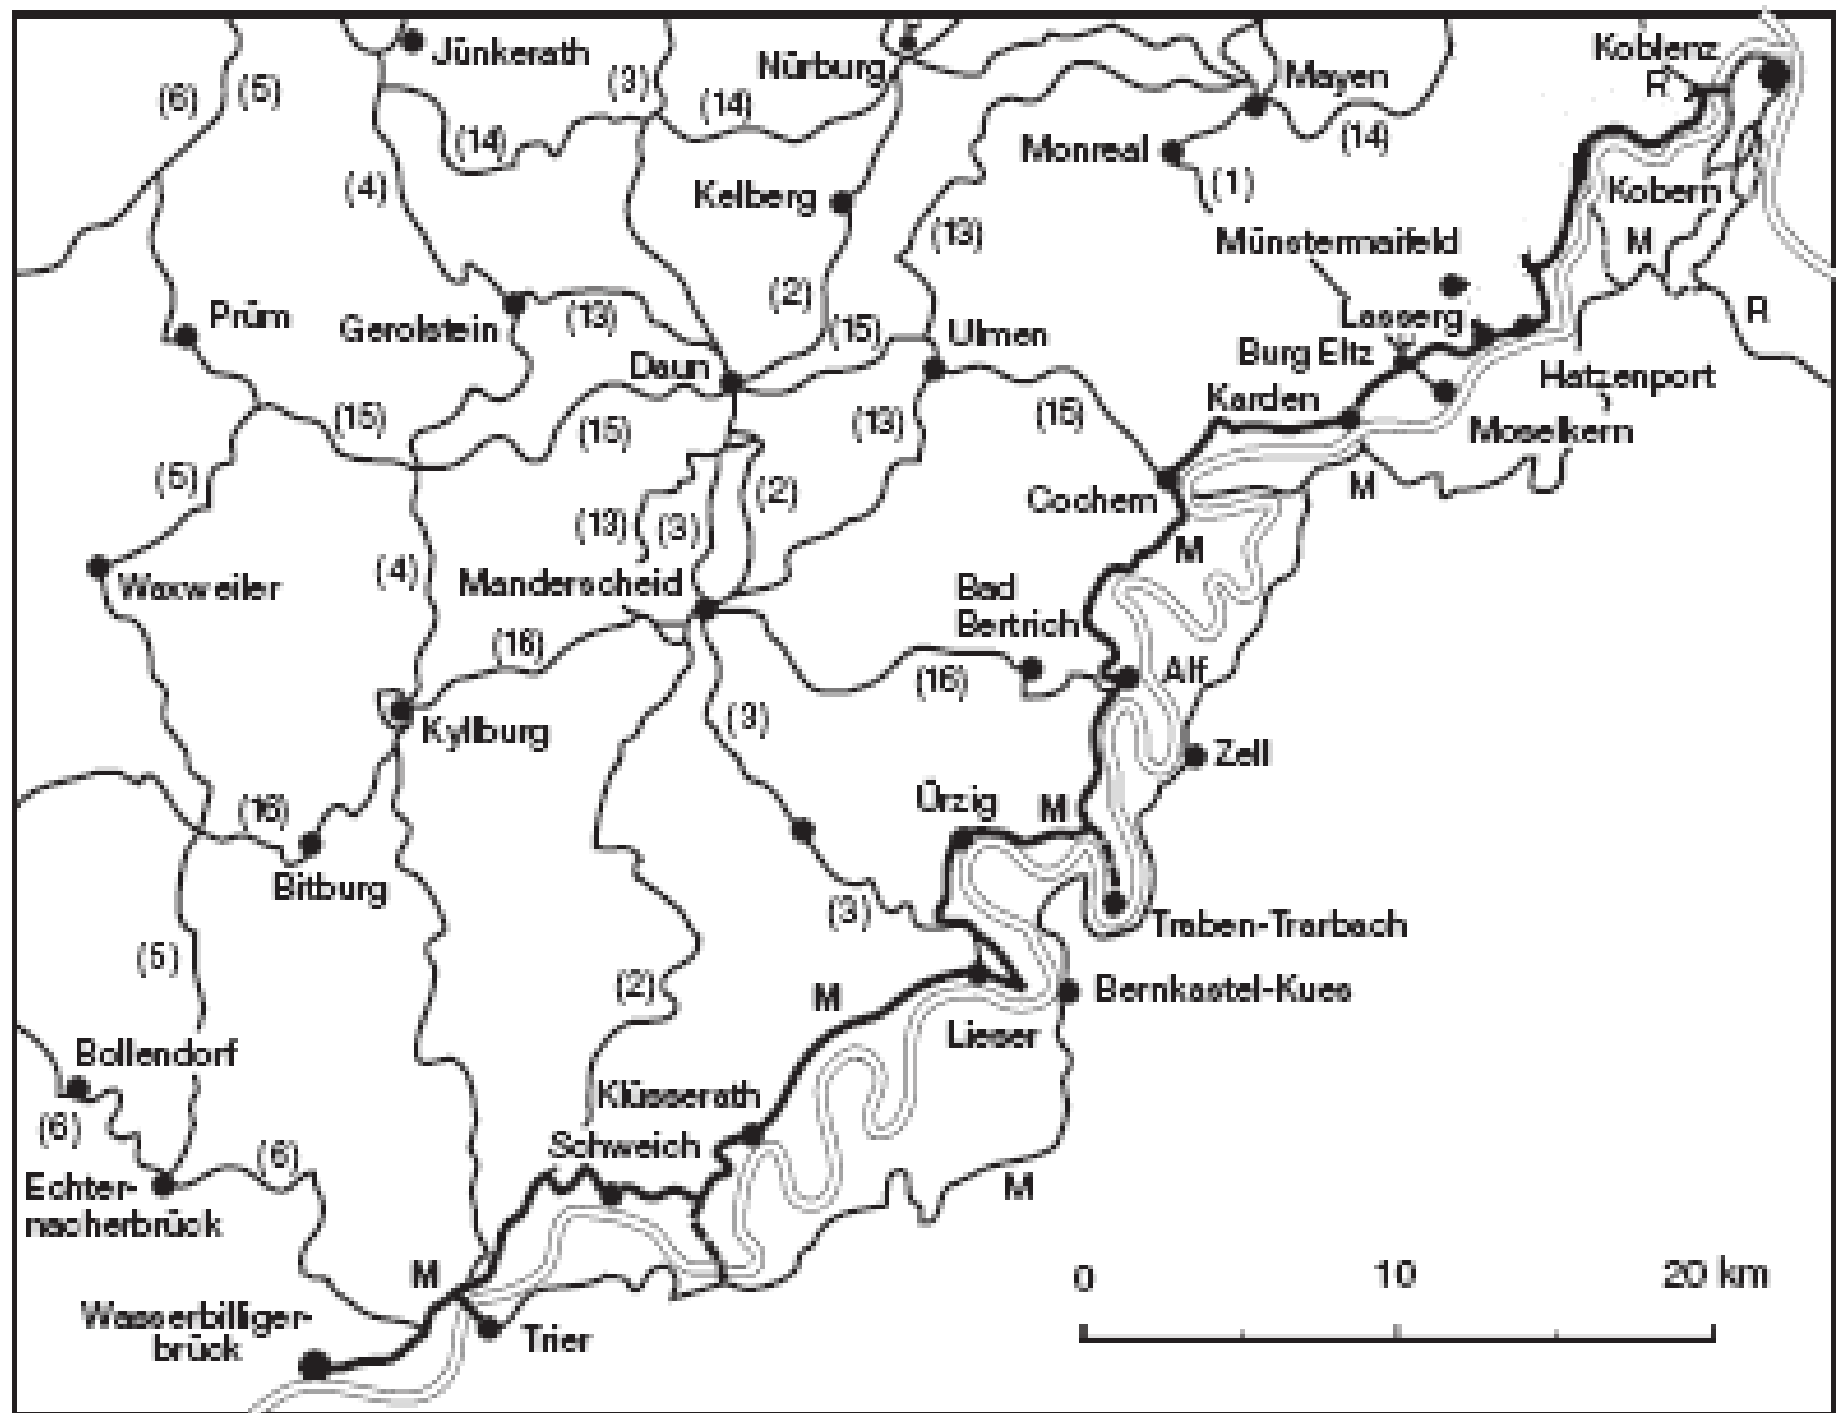 Jünkerath
Nürburg
Koblenz
Mayen
R
(6)
(5)
(3)
(14)
(14)
(14)
Monreal
(4)
Kelberg
(1)
Kobern
(13)
Münstermaifeld
M
Prüm
Gerolstein
(13)
(2)
(15)
Ulmen
Lasserg
R
Daun
Burg Eltz
Hatzenport
Karden
(15)
(15)
(13)
(15)
Moselkern
(5)
(2)
Cochem
M
(13)
(3)
M
Waxweiler
(4)
Manderscheid
Bad
Bertrich
(16)
(16)
Alf
Kyllburg
(3)
Zell
(16)
Ürzig
M
Bitburg
(3)
Traben-Trarbach
(5)
(2)
M
Bernkastel-Kues
Lieser
Bollendorf
Klüsserath
(6)
Schweich
(6)
M
Echter-
nacherbrück
M
0
10
20 km
Wasserbilliger-
brück
Trier